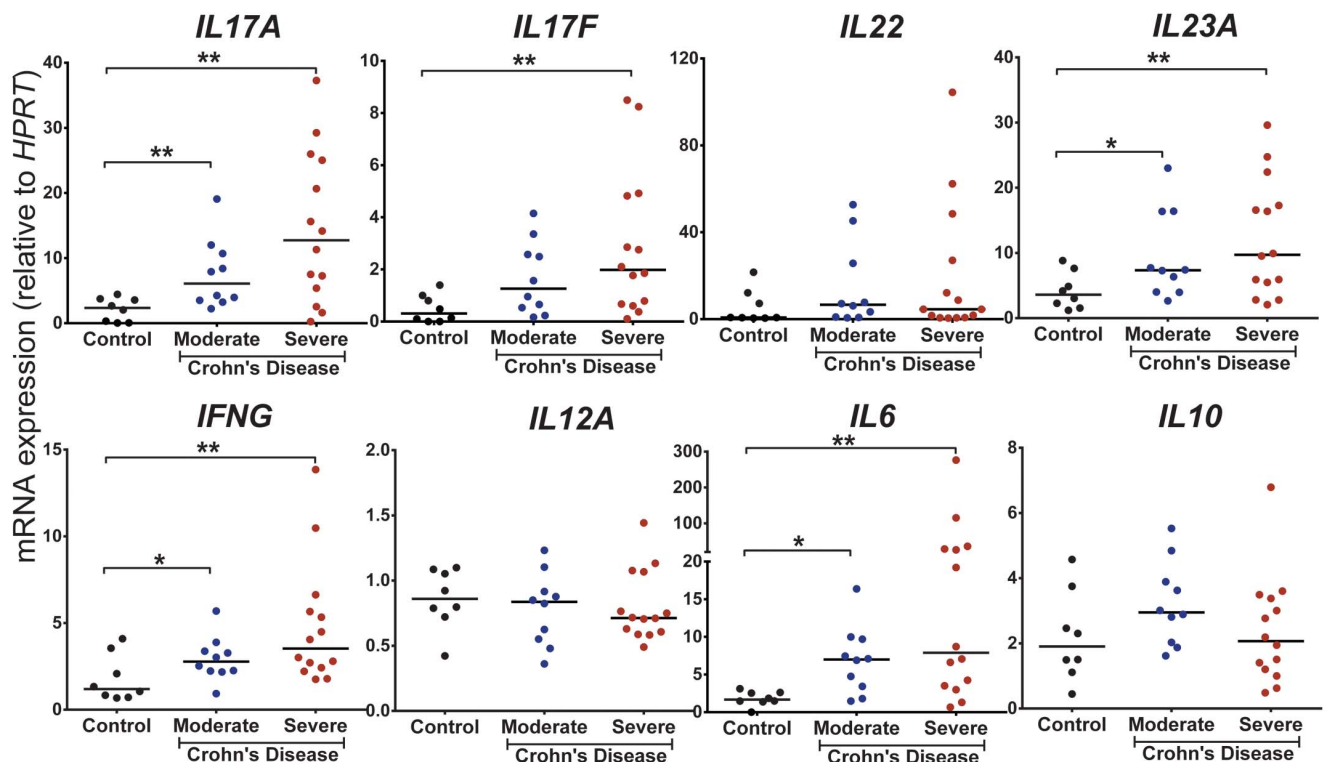 IL17A IL17F IL22 IL23A
mRNA expression (relative to HPRT)
40 ** 10 ** 120 40 **
30 ** 8 80 30 *
20 6 40 20
10 4 0 10
0 2 0
0
Control Moderate Severe Control Moderate Severe Control Moderate Severe Control Moderate Severe
Crohn's Disease Crohn's Disease Crohn's Disease Crohn's Disease
IFNG IL12A IL6 IL10
15 ** 2.0 300 ** 8
10 * 1.5 200 6
5 1.0 100 4
0 0.5 20 * 2
0.0 15 0
10
5
0
Control Moderate Severe Control Moderate Severe Control Moderate Severe Control Moderate Severe
Crohn's Disease Crohn's Disease Crohn's Disease Crohn's Disease